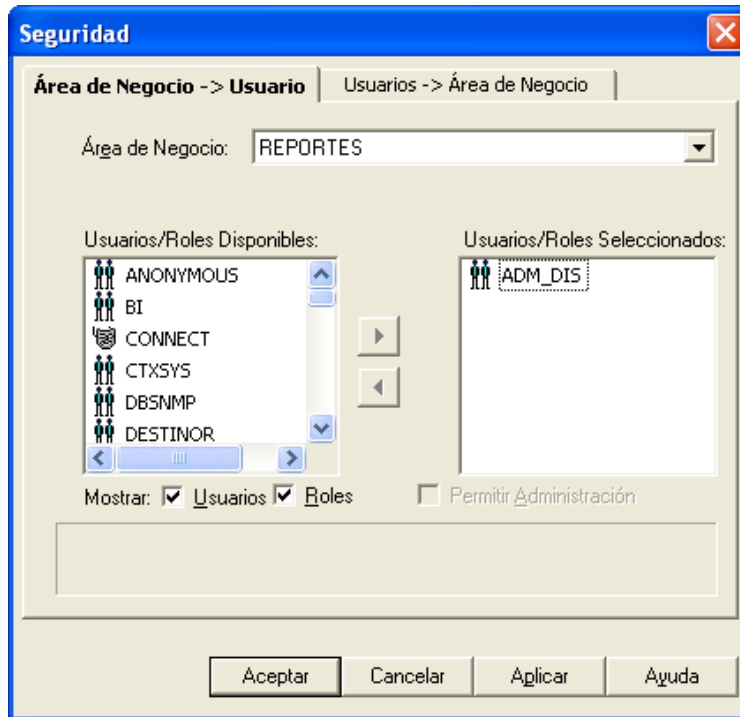 Seguridad
Área de Negocio -> Usuario
Usuarios -> Área de Negocio
Área de Negocio:
REPORTES
Usuarios/Roles Disponibles:
Usuarios/Roles Seleccionados:
ANONYMOUS
BI
CONNECT
CTXSYS
DBSNMP
DESTINOR
ADM_DIS
Mostrar: Usuarios Roles
Permitir Administración
Aceptar
Cancelar
Aplicar
Ayuda